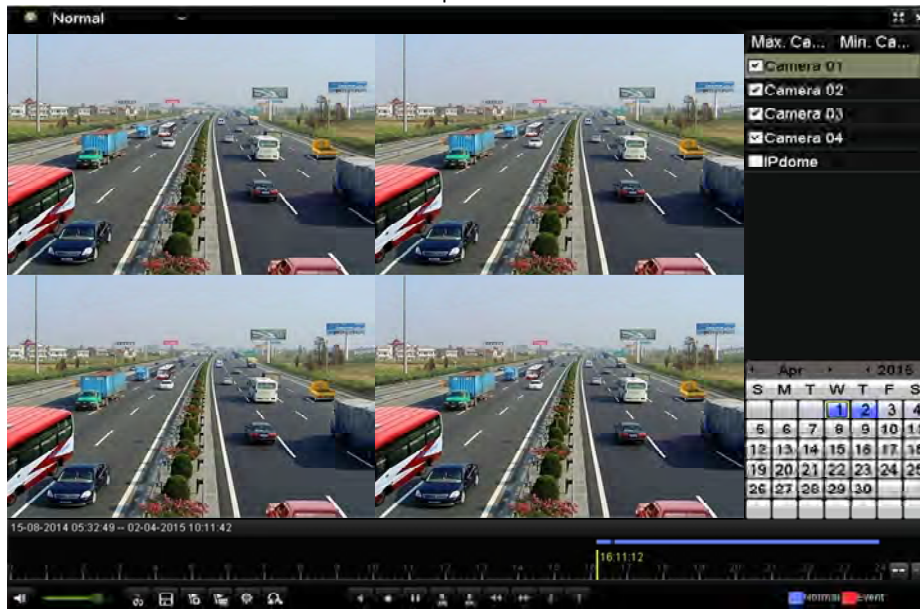 Normal
Max. Ca... Min. Ca...
Camera 01
Camera 02
Camera 03
Camera 04
IPdome
Apr 2015
S M T W T F S
1 2 3 4
5 6 7 8 9 10 11
12 13 14 15 16 17 18
19 20 21 22 23 24 25
26 27 28 29 30
15-08-2014 05:32:49 -- 02-04-2015 10:11:42
16:11:12
Normal Event